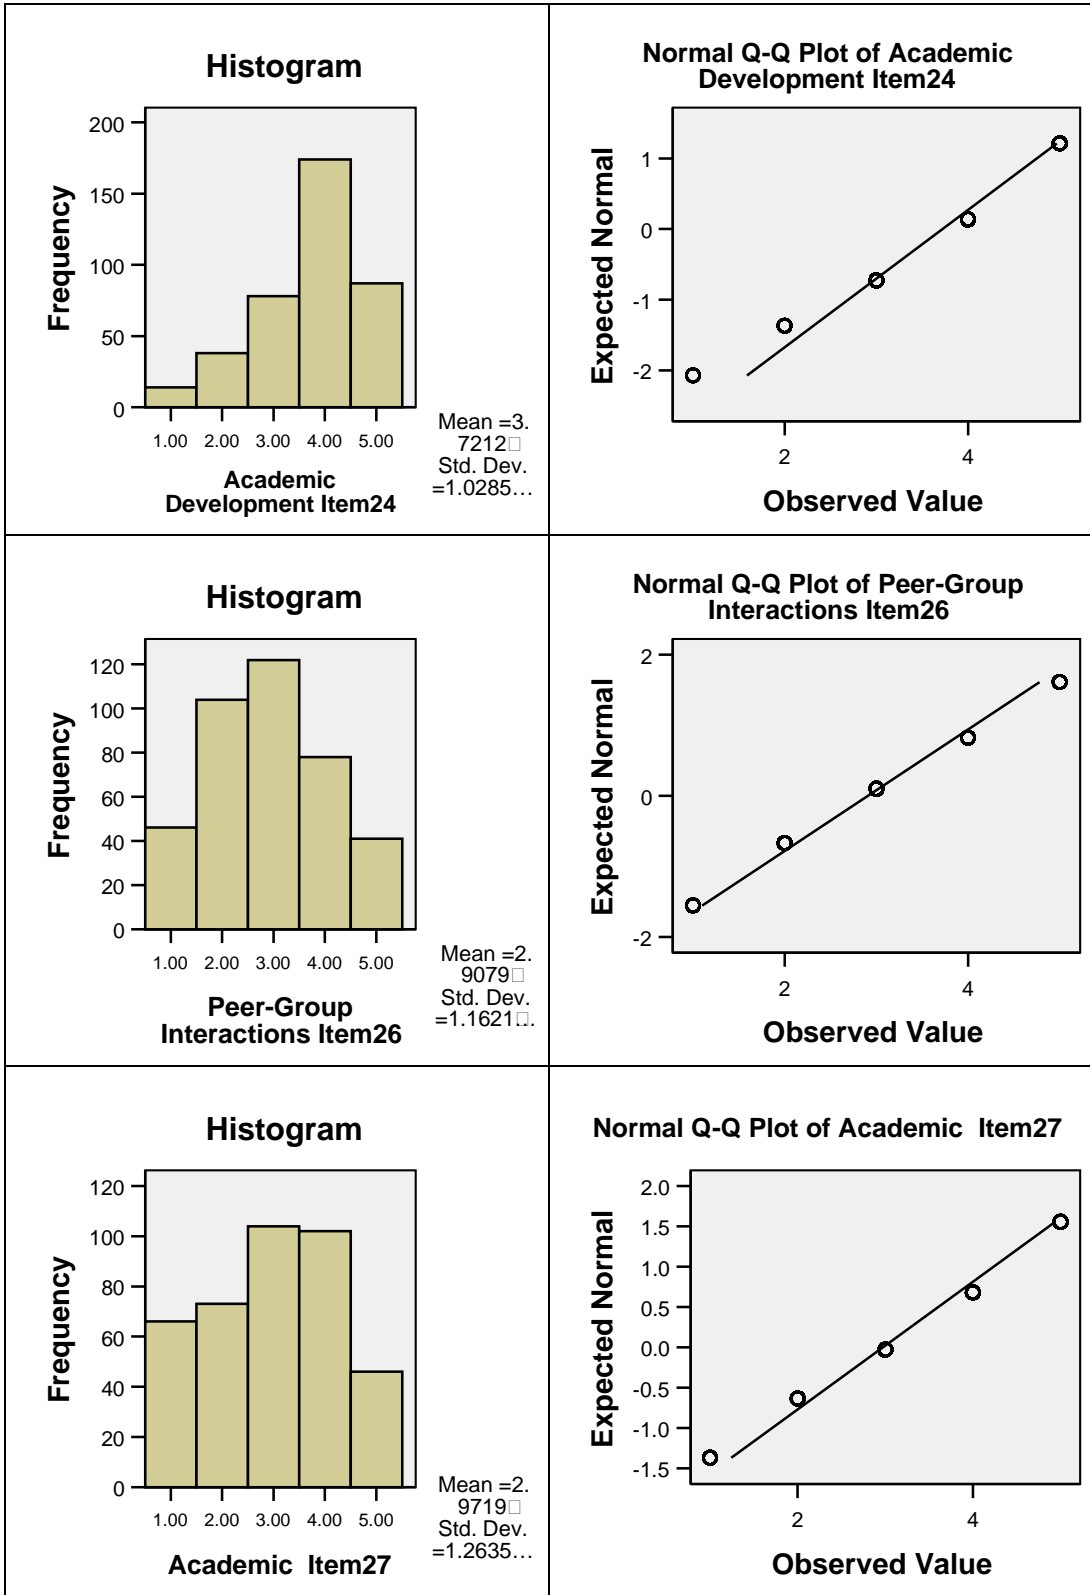 Histogram
Frequency
200
150
100
50
0
1.00 2.00 3.00 4.00 5.00
Academic
Development Item24
Mean =3.
7212□
Std. Dev.
=1.0285…
Normal Q-Q Plot of Academic
Development Item24
Expected Normal
1
0
-1
-2
2 4
Observed Value
Histogram
Frequency
120
100
80
60
40
20
0
1.00 2.00 3.00 4.00 5.00
Peer-Group
Interactions Item26
Mean =2.
9079□
Std. Dev.
=1.1621□.
Normal Q-Q Plot of Peer-Group
Interactions Item26
Expected Normal
2
0
-2
2 4
Observed Value
Histogram
Frequency
120
100
80
60
40
20
0
1.00 2.00 3.00 4.00 5.00
Academic Item27
Mean =2.
9719□
Std. Dev.
=1.2635…
Normal Q-Q Plot of Academic Item27
Expected Normal
2.0
1.5
1.0
0.5
0.0
-0.5
-1.0
-1.5
2 4
Observed Value